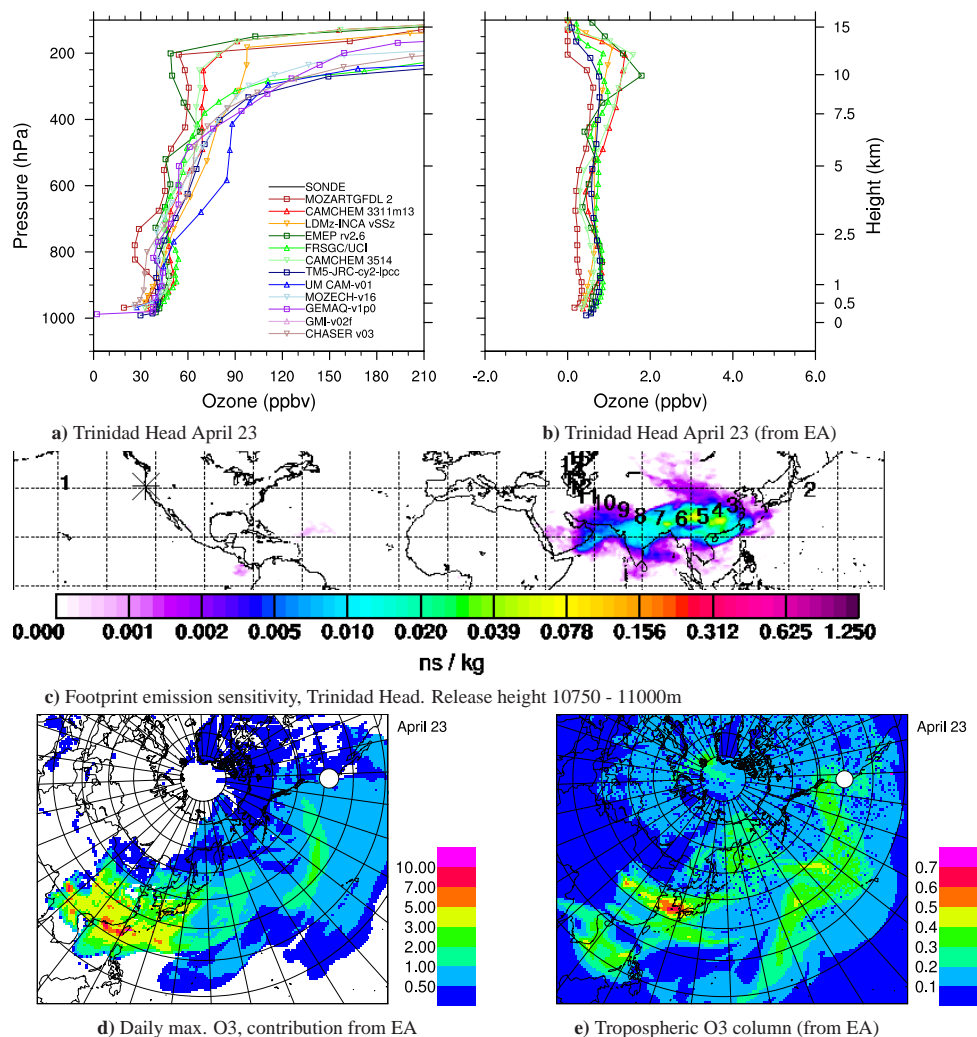 200
400
600
800
1000
Pressure (hPa)
SONDE
MOZARTGFDL 2
CAMCHEM 3311m13
LDMz-INCA vSSz
EMEP rv2.6
FRSGC/UCI
CAMCHEM 3514
TM5-JRC-cy2-Ipcc
UM CAM-v01
MOZECH-v16
GEMAQ-v1p0
GMI-v02f
CHASER v03
0 30 60 90 120 150 180 210
Ozone (ppbv)
a) Trinidad Head April 23
15
10
7.5
5
2.5
1
0.5
0
Height (km)
-2.0 0.0 2.0 4.0 6.0
Ozone (ppbv)
b) Trinidad Head April 23 (from EA)
1 11 10 9 8 7 6 5 4 3 2
0.000 0.001 0.002 0.005 0.010 0.020 0.039 0.078 0.156 0.312 0.625 1.250
ns / kg
c) Footprint emission sensitivity, Trinidad Head. Release height 10750 - 11000m
April 23
10.00
7.00
5.00
3.00
2.00
1.00
0.50
d) Daily max. O3, contribution from EA
April 23
0.7
0.6
0.5
0.4
0.3
0.2
0.1
e) Tropospheric O3 column (from EA)